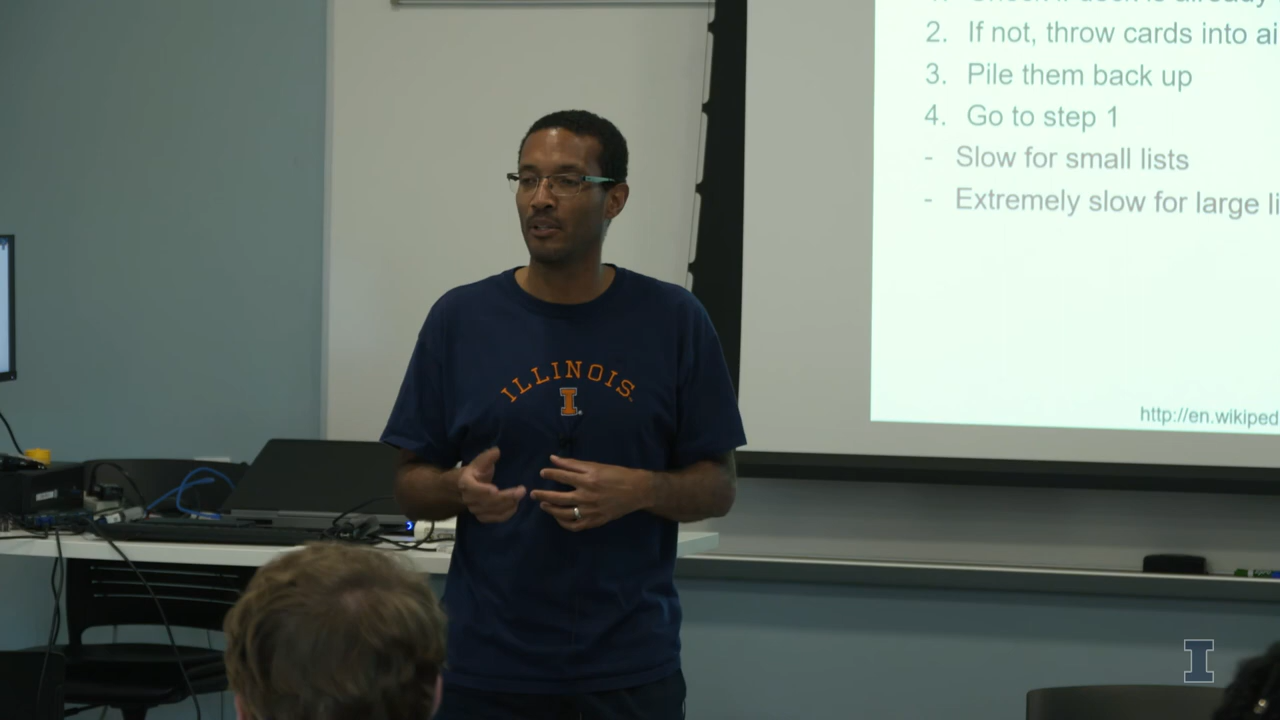 2. If not, throw cards into ai
3. Pile them back up
4. Go to step 1
- Slow for small lists
- Extremely slow for large li
http://en.wikiped
ILLINOIS
I
I